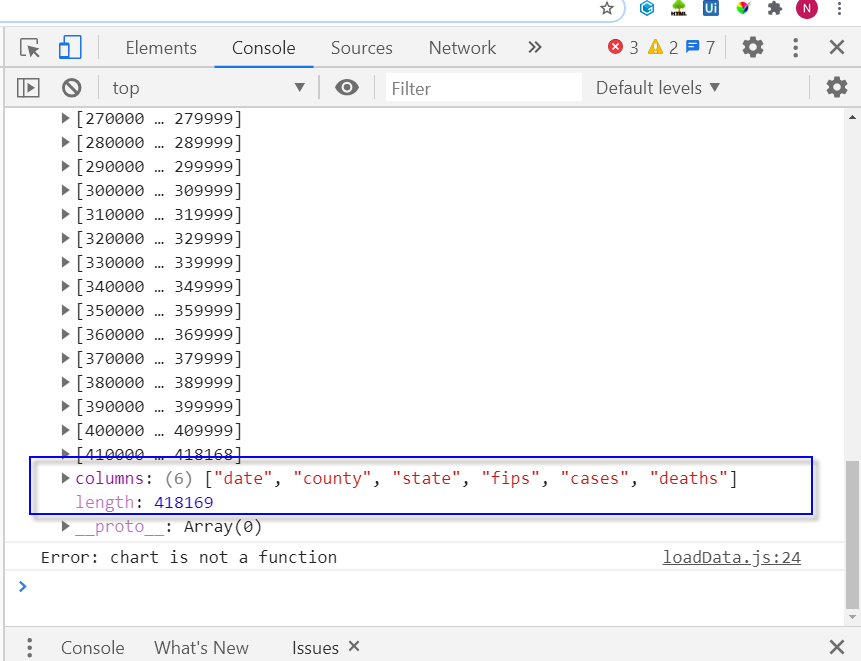 HTML Ui N
Elements Console Sources Network » 3 2 7
top Filter Default levels
[270000 … 279999]
[280000 … 289999]
[290000 … 299999]
[300000 … 309999]
[310000 … 319999]
[320000 … 329999]
[330000 … 339999]
[340000 … 349999]
[350000 … 359999]
[360000 … 369999]
[370000 … 379999]
[380000 … 389999]
[390000 … 399999]
[400000 … 409999]
[410000 … 418168]
columns: (6) ["date", "county", "state", "fips", "cases", "deaths"]
length: 418169
__proto__: Array(0)
Error: chart is not a function loadData.js:24
Console What's New Issues